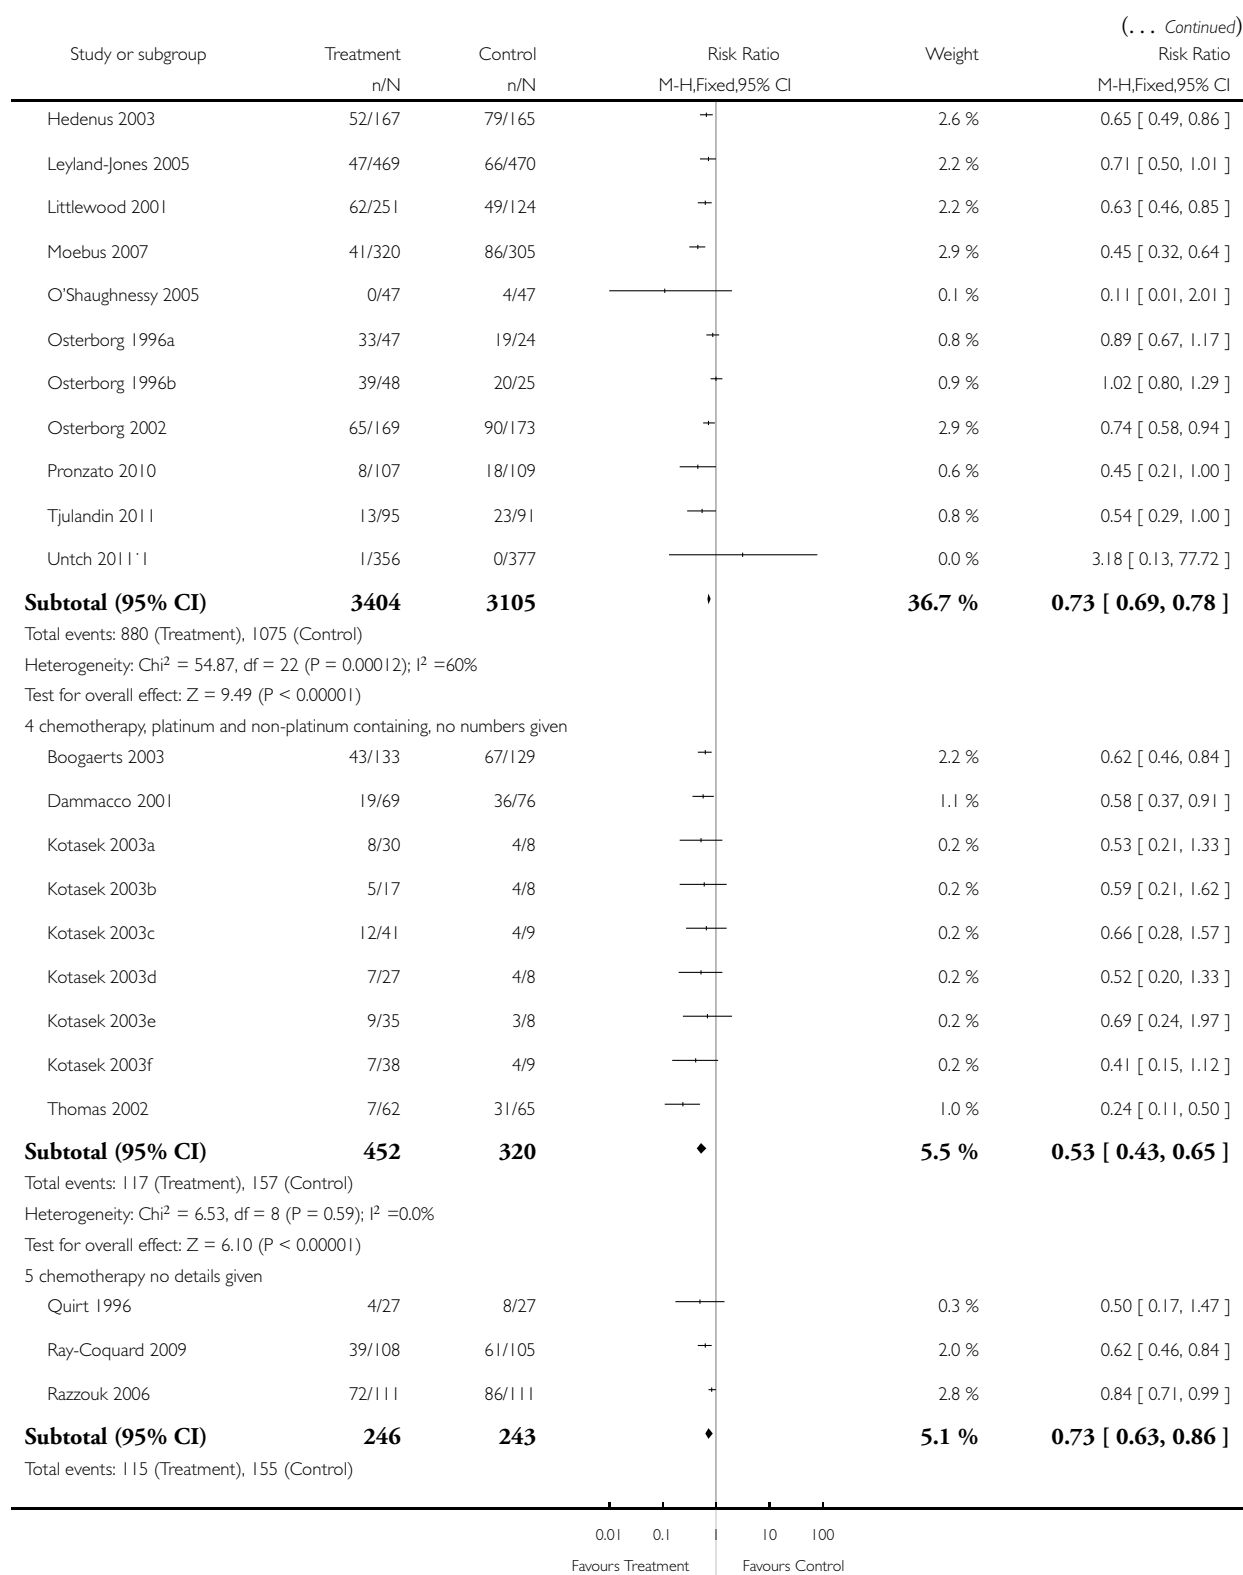 (... Continued)
Study or subgroup Treatment Control Risk Ratio Weight Risk Ratio
n/N n/N M-H,Fixed,95% CI M-H,Fixed,95% CI
Hedenus 2003 52/167 79/165 2.6 % 0.65 [ 0.49, 0.86 ]
Leyland-Jones 2005 47/469 66/470 2.2 % 0.71 [ 0.50, 1.01 ]
Littlewood 2001 62/251 49/124 2.2 % 0.63 [ 0.46, 0.85 ]
Moebus 2007 41/320 86/305 2.9 % 0.45 [ 0.32, 0.64 ]
O'Shaughnessy 2005 0/47 4/47 0.1 % 0.11 [ 0.01, 2.01 ]
Osterborg 1996a 33/47 19/24 0.8 % 0.89 [ 0.67, 1.17 ]
Osterborg 1996b 39/48 20/25 0.9 % 1.02 [ 0.80, 1.29 ]
Osterborg 2002 65/169 90/173 2.9 % 0.74 [ 0.58, 0.94 ]
Pronzato 2010 8/107 18/109 0.6 % 0.45 [ 0.21, 1.00 ]
Tjulandin 2011 13/95 23/91 0.8 % 0.54 [ 0.29, 1.00 ]
Untch 2011˙1 1/356 0/377 0.0 % 3.18 [ 0.13, 77.72 ]
Subtotal (95% CI) 3404 3105 36.7 % 0.73 [ 0.69, 0.78 ]
Total events: 880 (Treatment), 1075 (Control)
Heterogeneity: Chi² = 54.87, df = 22 (P = 0.00012); I² =60%
Test for overall effect: Z = 9.49 (P < 0.00001)
4 chemotherapy, platinum and non-platinum containing, no numbers given
Boogaerts 2003 43/133 67/129 2.2 % 0.62 [ 0.46, 0.84 ]
Dammacco 2001 19/69 36/76 1.1 % 0.58 [ 0.37, 0.91 ]
Kotasek 2003a 8/30 4/8 0.2 % 0.53 [ 0.21, 1.33 ]
Kotasek 2003b 5/17 4/8 0.2 % 0.59 [ 0.21, 1.62 ]
Kotasek 2003c 12/41 4/9 0.2 % 0.66 [ 0.28, 1.57 ]
Kotasek 2003d 7/27 4/8 0.2 % 0.52 [ 0.20, 1.33 ]
Kotasek 2003e 9/35 3/8 0.2 % 0.69 [ 0.24, 1.97 ]
Kotasek 2003f 7/38 4/9 0.2 % 0.41 [ 0.15, 1.12 ]
Thomas 2002 7/62 31/65 1.0 % 0.24 [ 0.11, 0.50 ]
Subtotal (95% CI) 452 320 5.5 % 0.53 [ 0.43, 0.65 ]
Total events: 117 (Treatment), 157 (Control)
Heterogeneity: Chi² = 6.53, df = 8 (P = 0.59); I² =0.0%
Test for overall effect: Z = 6.10 (P < 0.00001)
5 chemotherapy no details given
Quirt 1996 4/27 8/27 0.3 % 0.50 [ 0.17, 1.47 ]
Ray-Coquard 2009 39/108 61/105 2.0 % 0.62 [ 0.46, 0.84 ]
Razzouk 2006 72/111 86/111 2.8 % 0.84 [ 0.71, 0.99 ]
Subtotal (95% CI) 246 243 5.1 % 0.73 [ 0.63, 0.86 ]
Total events: 115 (Treatment), 155 (Control)
0.01 0.1 1 10 100
Favours Treatment Favours Control